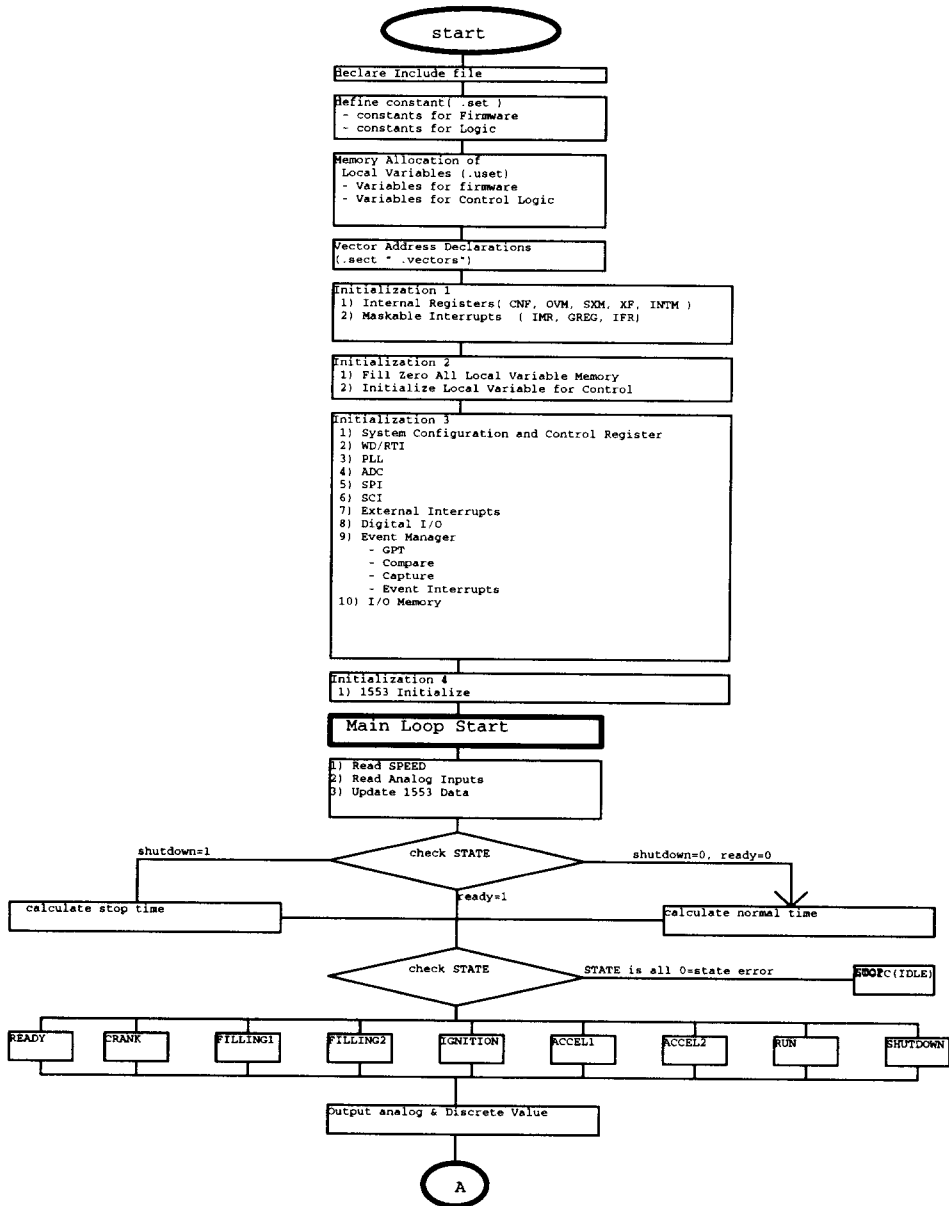 start
declare Include file
define constant( .set )
- constants for Firmware
- constants for Logic
Memory Allocation of
Local Variables (.uset)
- Variables for firmware
- Variables for Control Logic
Vector Address Declarations
(.sect " .vectors")
Initialization 1
1) Internal Registers( CNF, OVM, SXM, XF, INTM )
2) Maskable Interrupts ( IMR, GREG, IFR)
Initialization 2
1) Fill Zero All Local Variable Memory
2) Initialize Local Variable for Control
Initialization 3
1) System Configuration and Control Register
2) WD/RTI
3) PLL
4) ADC
5) SPI
6) SCI
7) External Interrupts
8) Digital I/O
9) Event Manager
- GPT
- Compare
- Capture
- Event Interrupts
10) I/O Memory
Initialization 4
1) 1553 Initialize
Main Loop Start
1) Read SPEED
2) Read Analog Inputs
3) Update 1553 Data
shutdown=1
check STATE
shutdown=0, ready=0
ready=1
calculate stop time
calculate normal time
check STATE
STATE is all 0=state error
(IDLE)
READY
CRANK
FILLING1
FILLING2
IGNITION
ACCEL1
ACCEL2
RUN
SHUTDOWN
Output analog & Discrete Value
A